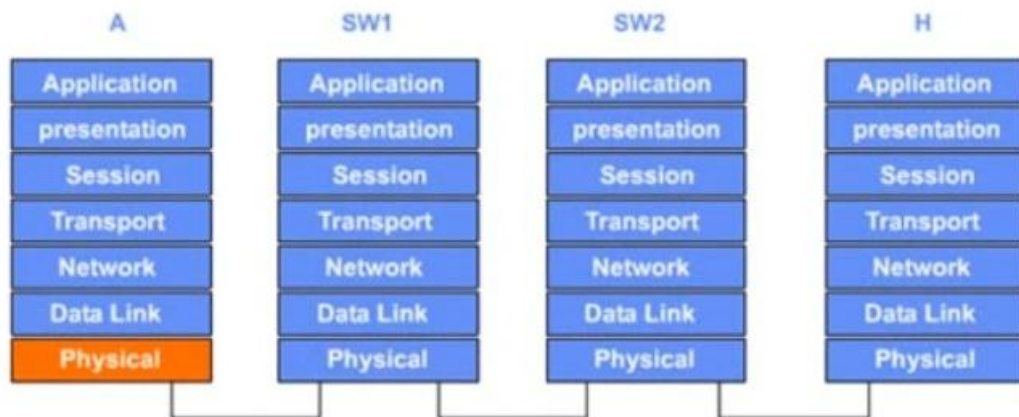 A SW1 SW2 H
Application Application Application Application
presentation presentation presentation presentation
Session Session Session Session
Transport Transport Transport Transport
Network Network Network Network
Data Link Data Link Data Link Data Link
Physical Physical Physical Physical